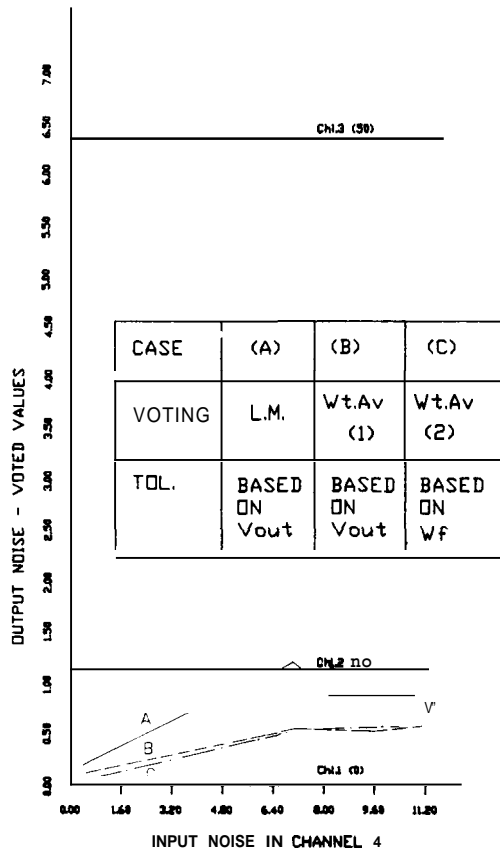 7.00
6.50
6.00
5.50
5.00
4.50
4.00
3.50
3.00
2.50
2.00
1.50
1.00
0.50
0.00
OUTPUT NOISE - VOTED VALUES
Chl.3 (50)
CASE (A) (B) (C)
VOTING L.M. Wt.Av (1) Wt.Av (2)
TOL. BASED ON Vout BASED ON Vout BASED ON Wf
Chl.2 no
A
B
C
V'
Chl.1 (0)
0.00 1.60 3.20 4.80 6.40 8.00 9.60 11.20
INPUT NOISE IN CHANNEL 4